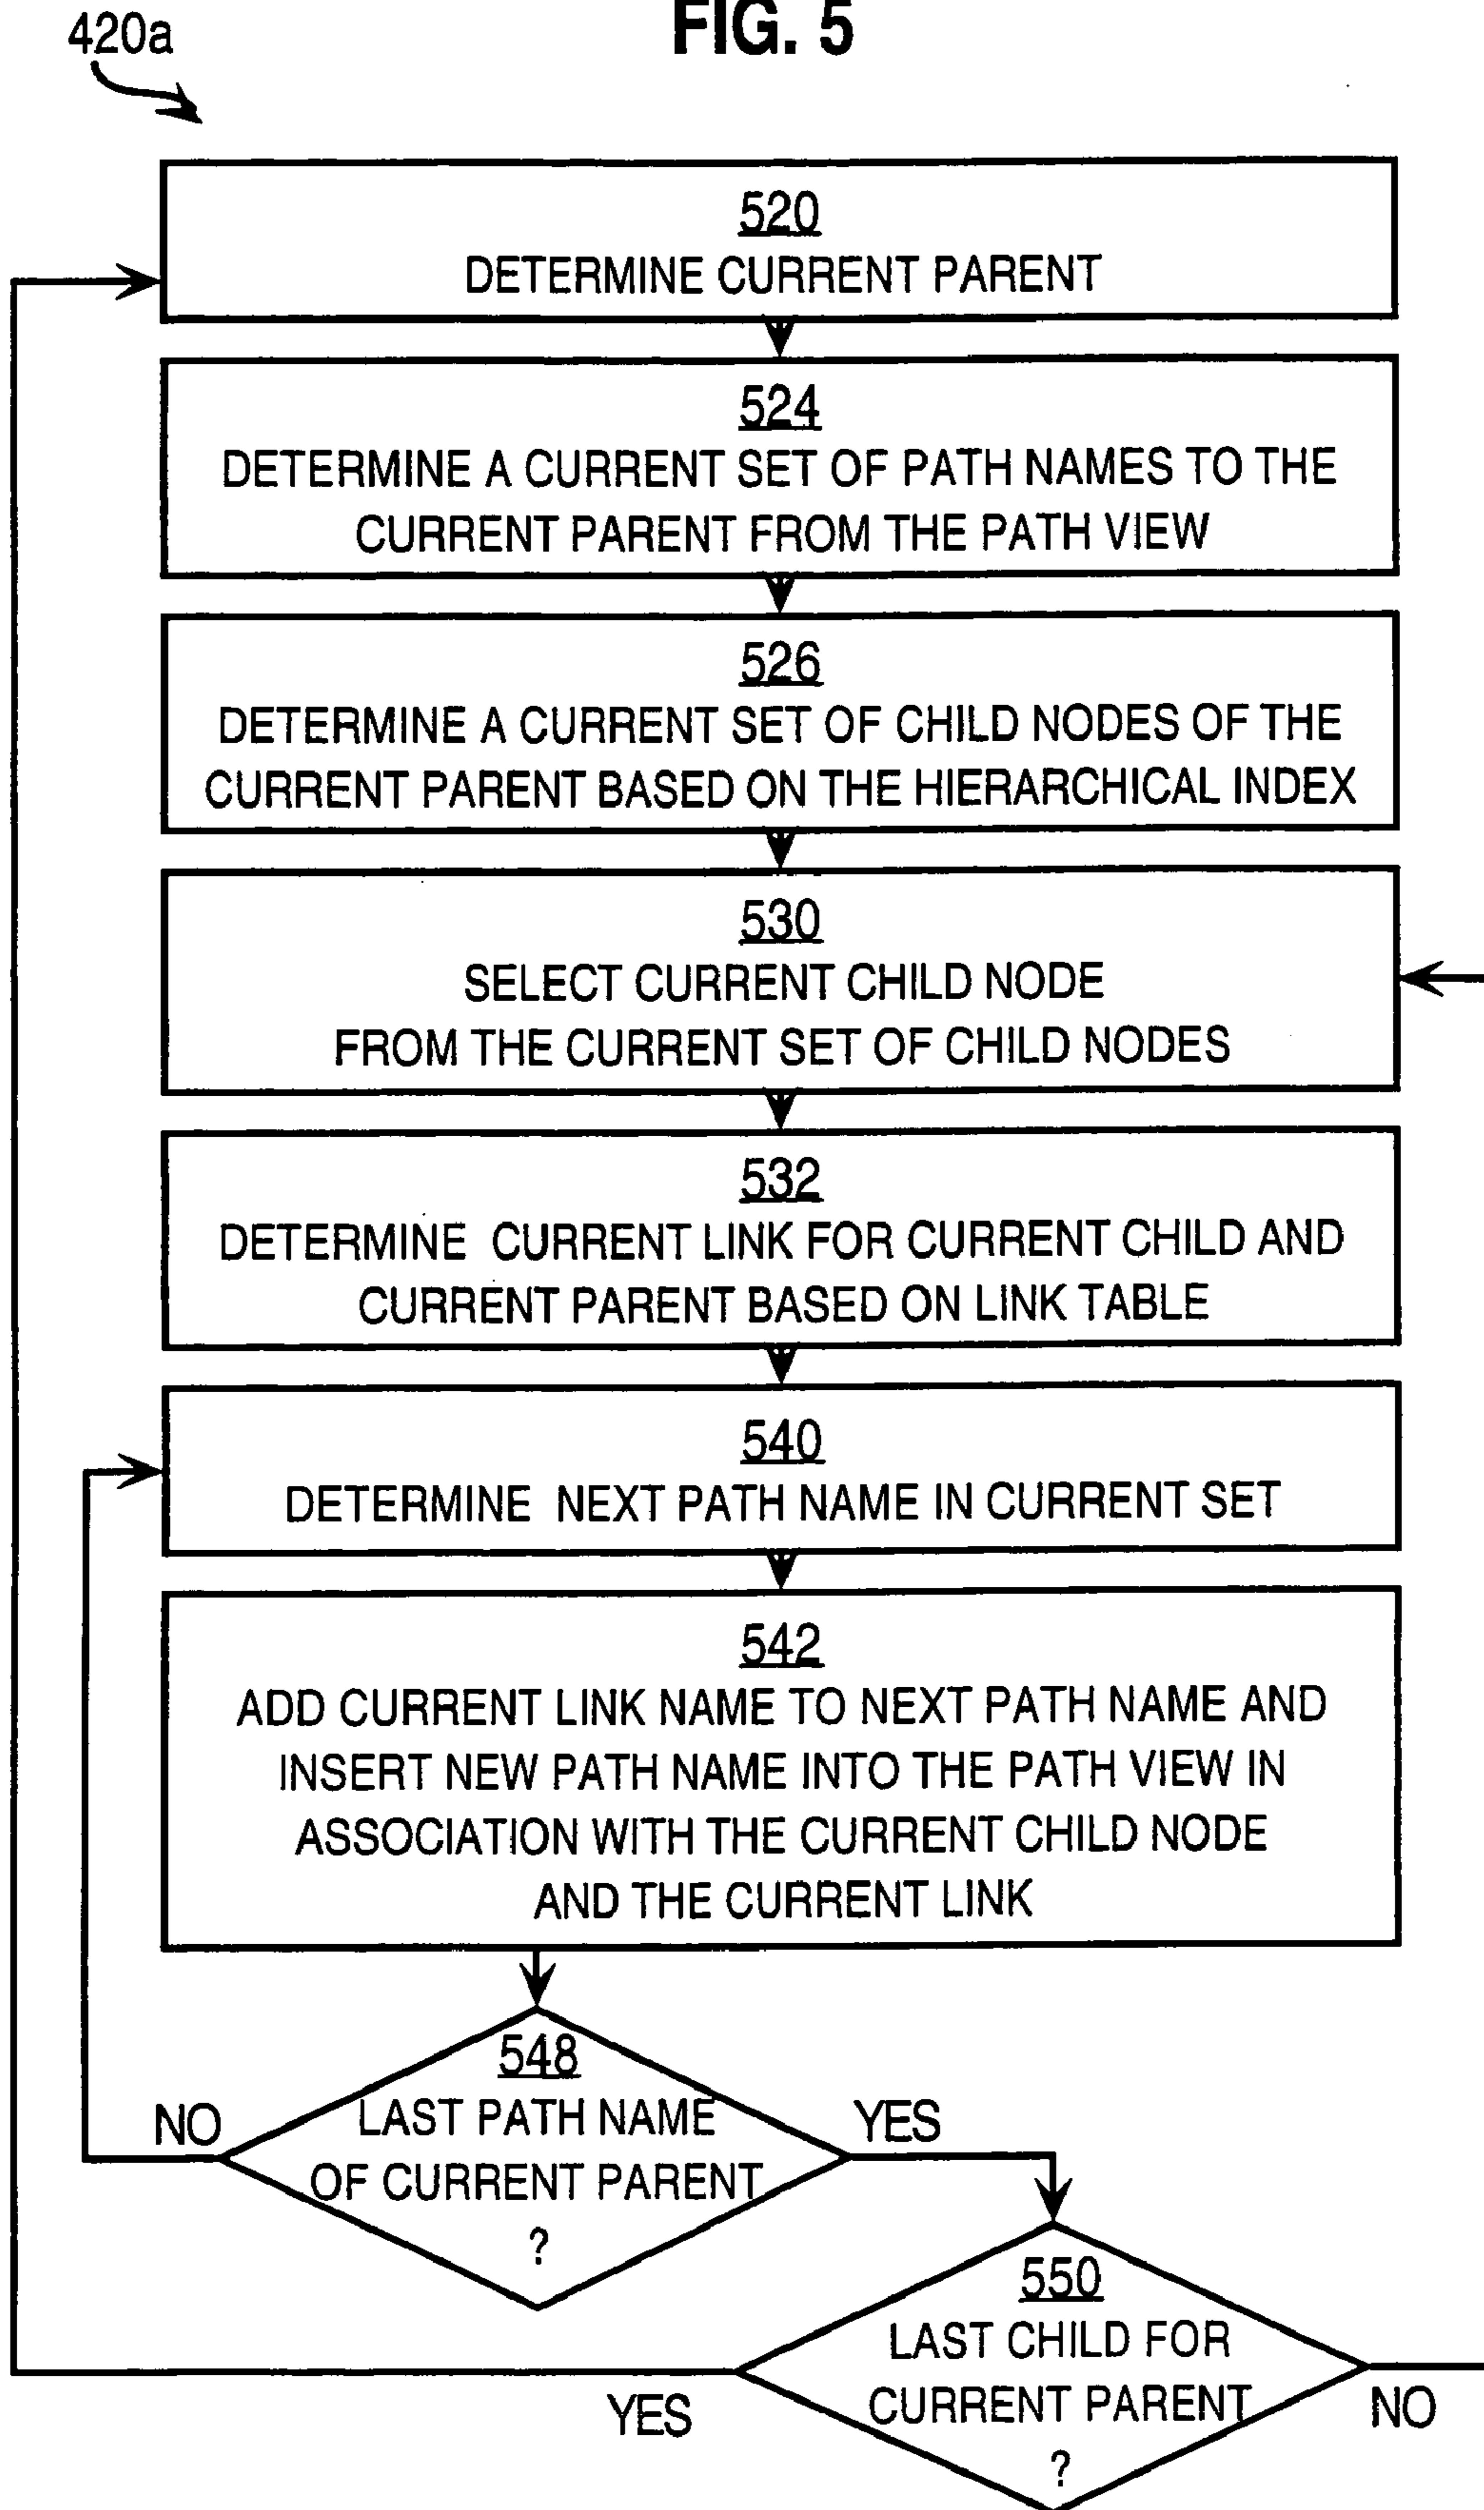 FIG. 5
420a
520
DETERMINE CURRENT PARENT
524
DETERMINE A CURRENT SET OF PATH NAMES TO THE
CURRENT PARENT FROM THE PATH VIEW
526
DETERMINE A CURRENT SET OF CHILD NODES OF THE
CURRENT PARENT BASED ON THE HIERARCHICAL INDEX
530
SELECT CURRENT CHILD NODE
FROM THE CURRENT SET OF CHILD NODES
532
DETERMINE CURRENT LINK FOR CURRENT CHILD AND
CURRENT PARENT BASED ON LINK TABLE
540
DETERMINE NEXT PATH NAME IN CURRENT SET
542
ADD CURRENT LINK NAME TO NEXT PATH NAME AND
INSERT NEW PATH NAME INTO THE PATH VIEW IN
ASSOCIATION WITH THE CURRENT CHILD NODE
AND THE CURRENT LINK
548
LAST PATH NAME
OF CURRENT PARENT
?
NO
YES
550
LAST CHILD FOR
CURRENT PARENT
?
YES
NO